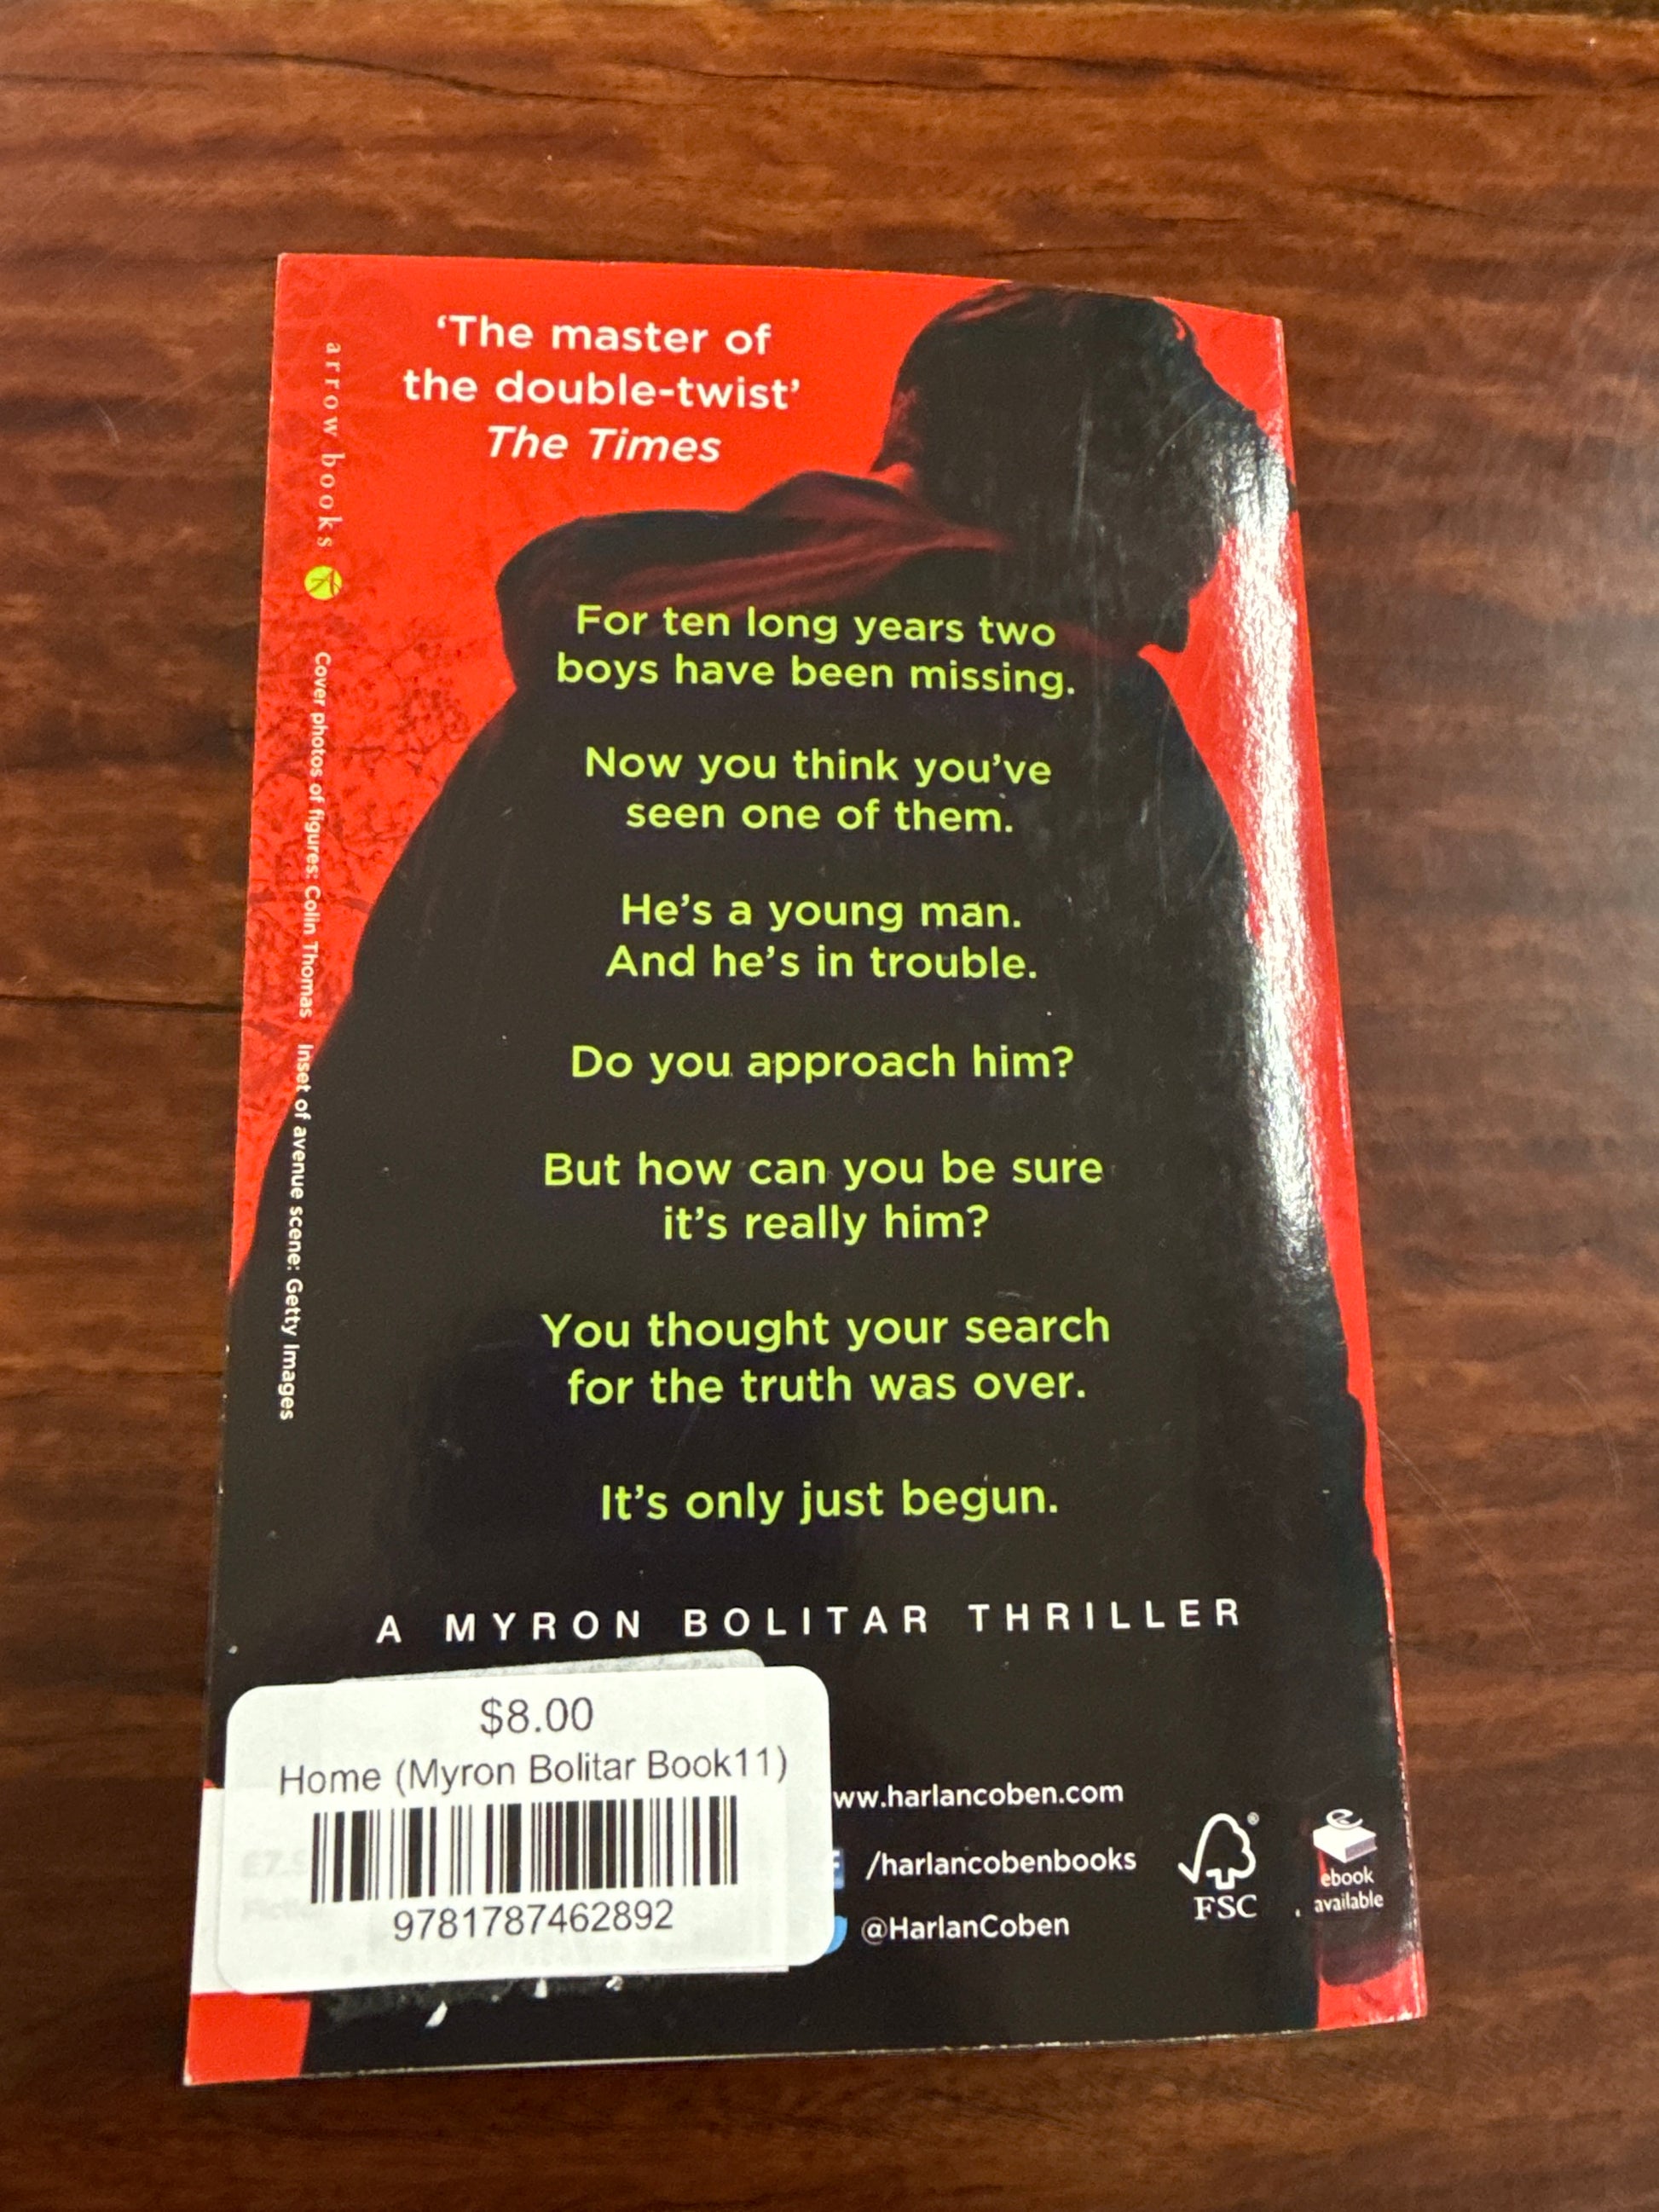 ‘The master of
the double-twist’
The Times
arrow books
Cover photos of figures: Colin Thomas Inset of avenue scene: Getty Images
For ten long years two
boys have been missing.
Now you think you’ve
seen one of them.
He’s a young man.
And he’s in trouble.
Do you approach him?
But how can you be sure
it’s really him?
You thought your search
for the truth was over.
It’s only just begun.
A MYRON BOLITAR THRILLER
$8.00
Home (Myron Bolitar Book11)
9781787462892
ww.harlancoben.com
/harlancobenbooks
@HarlanCoben
®
FSC
ebook
available